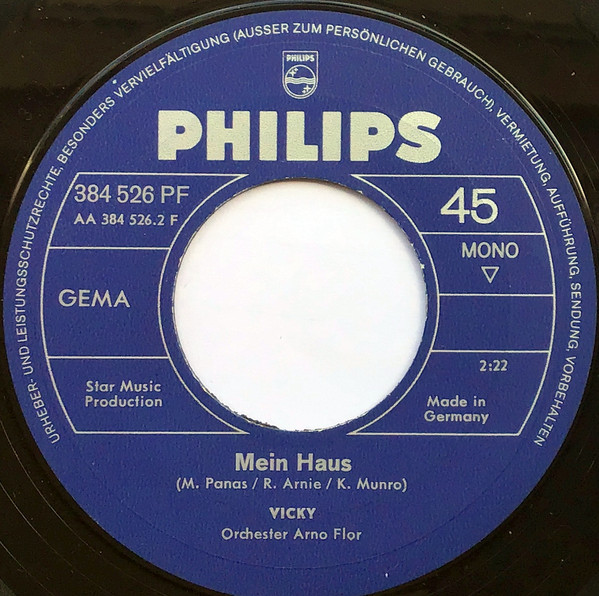 URHEBER- UND LEISTUNGSSCHUTZRECHTE, BESONDERS VERVIELFÄLTIGUNG (AUSSER ZUM PERSÖNLICHEN GEBRAUCH), VERMIETUNG, AUFFÜHRUNG, SENDUNG, VORBEHALTEN
PHILIPS
PHILIPS
384 526 PF
AA 384 526.2 F
45
MONO
GEMA
2:22
Star Music
Production
Made in
Germany
Mein Haus
(M. Panas / R. Arnie / K. Munro)
VICKY
Orchester Arno Flor